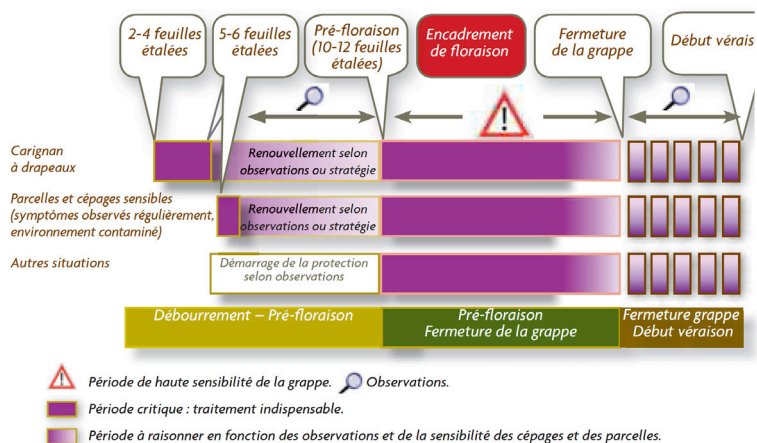 2-4 feuilles
étalées
5-6 feuilles
étalées
Pré-floraison
(10-12 feuilles
étalées)
Encadrement
de floraison
Fermeture
de la grappe
Début vérais
Carignan
à drapeaux
Renouvellement selon
observations ou stratégie
Parcelles et cépages sensibles
(symptômes observés régulièrement,
environnement contaminé)
Renouvellement selon
observations ou stratégie
Autres situations
Démarrage de la protection
selon observations
Débourrement – Pré-floraison
Pré-floraison
Fermeture de la grappe
Fermeture grappe
Début véraison
Période de haute sensibilité de la grappe. Observations.
Période critique : traitement indispensable.
Période à raisonner en fonction des observations et de la sensibilité des cépages et des parcelles.